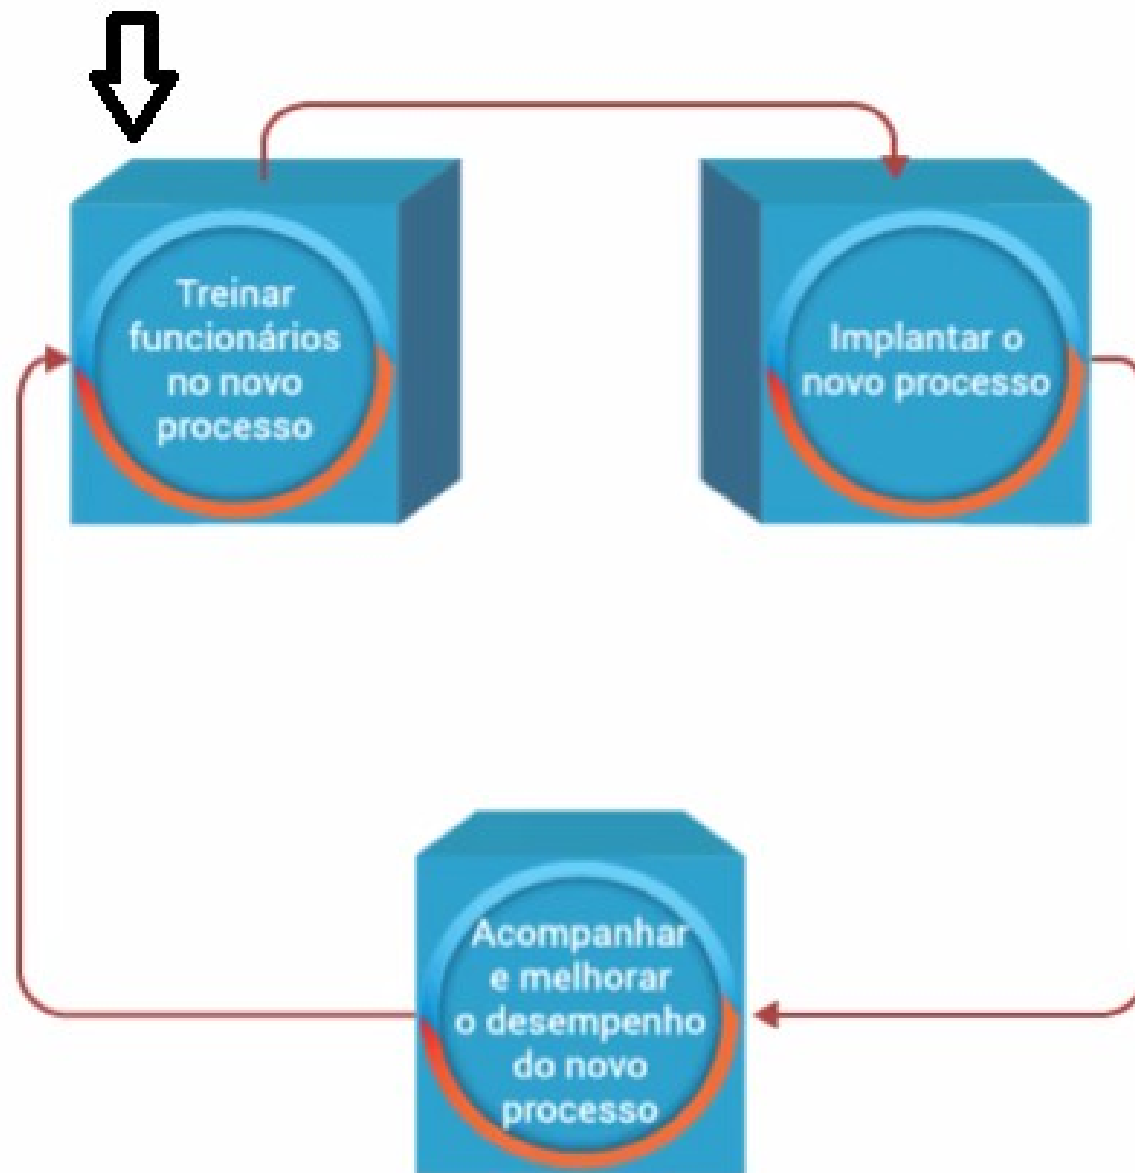 Treinar
funcionários
no novo
processo
Implantar o
novo processo
Acompanhar
e melhorar
o desempenho
do novo
processo